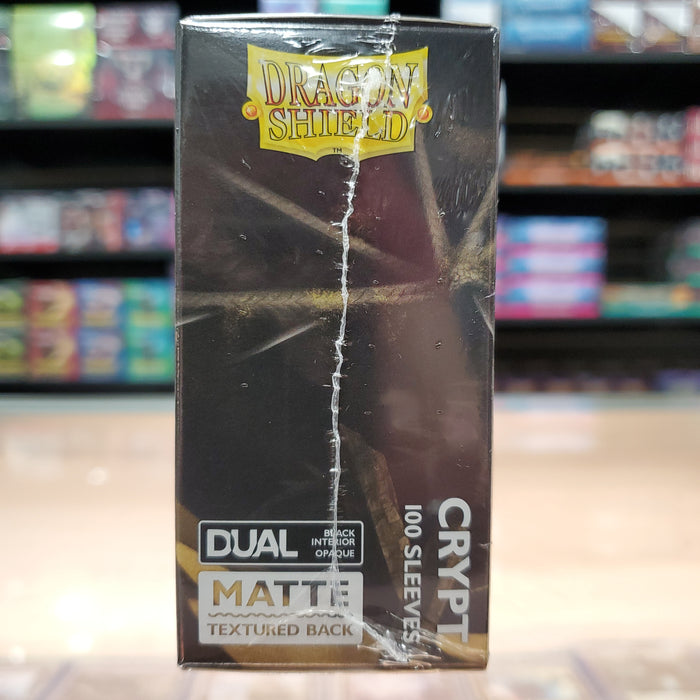 DRAGON
SHIELD
™
DUAL
BLACK
INTERIOR
OPAQUE
MATTE
TEXTURED BACK
CRYPT
100 SLEEVES